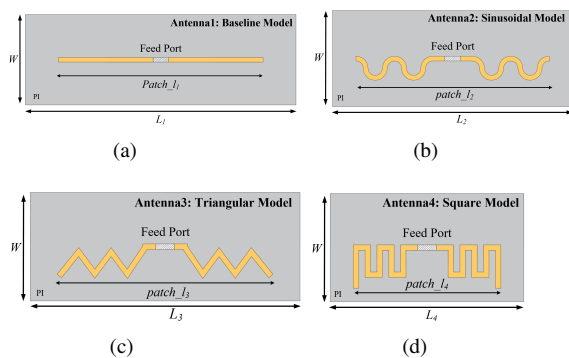 Antenna1: Baseline Model
W
Feed Port
Patch_l1
PI
L1
(a)
Antenna2: Sinusoidal Model
W
Feed Port
patch_l2
PI
L2
(b)
Antenna3: Triangular Model
W
Feed Port
patch_l3
PI
L3
(c)
Antenna4: Square Model
W
Feed Port
patch_l4
PI
L4
(d)